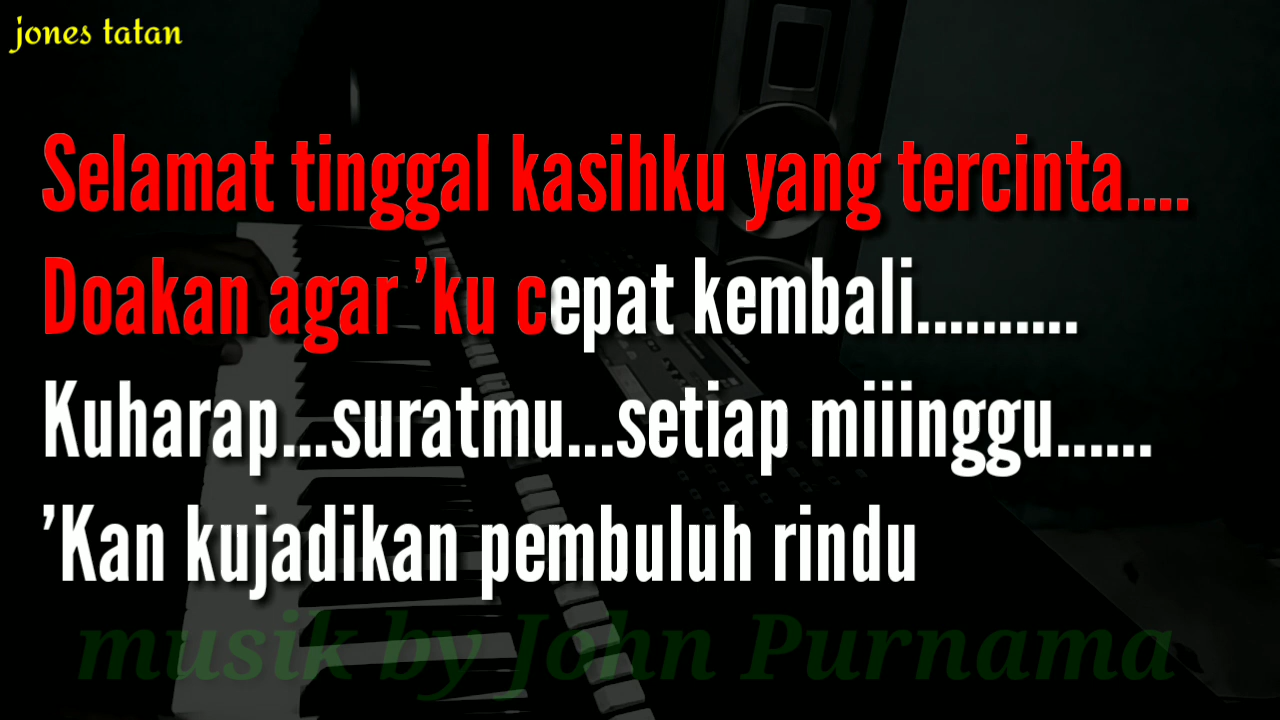 jones tatan
Selamat tinggal kasihku yang tercinta....
Doakan agar ’ku cepat kembali..........
Kuharap...suratmu...setiap miiinggu......
’Kan kujadikan pembuluh rindu
musik by John Purnama